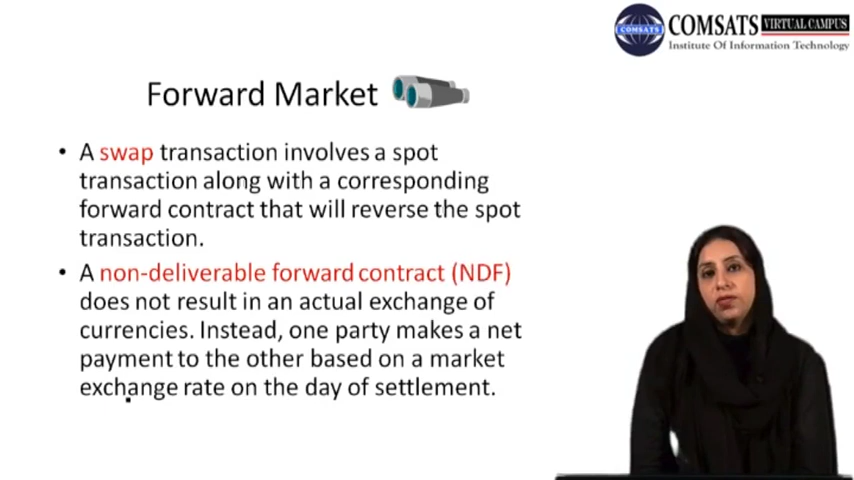 COMSATS VIRTUAL CAMPUS
COMSATS
Institute Of Information Technology
Forward Market
• A swap transaction involves a spot
transaction along with a corresponding
forward contract that will reverse the spot
transaction.
• A non-deliverable forward contract (NDF)
does not result in an actual exchange of
currencies. Instead, one party makes a net
payment to the other based on a market
exchange rate on the day of settlement.